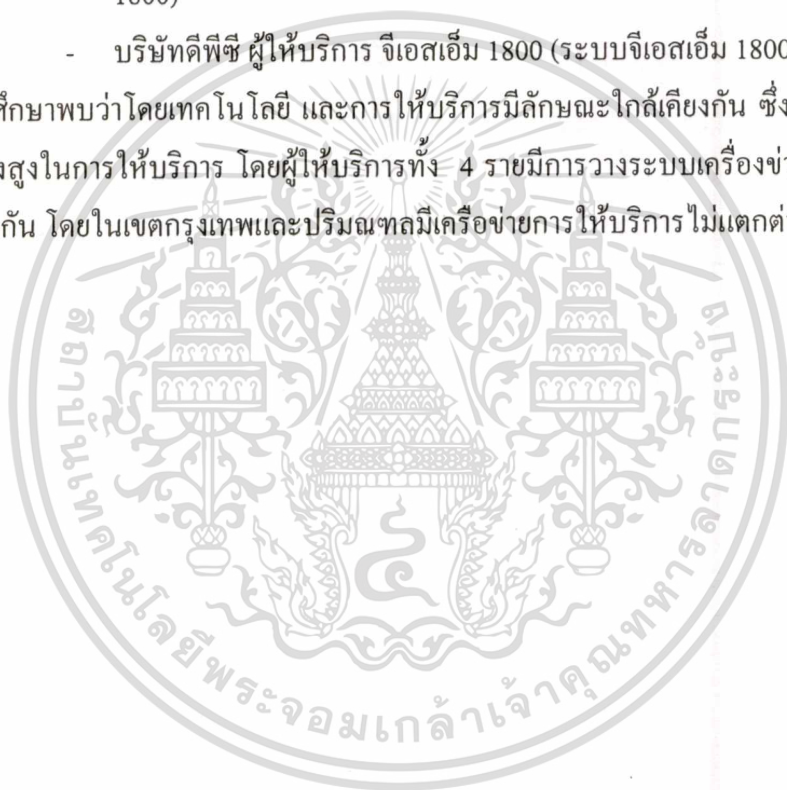 1800)
- บริษัทดีพีซี ผู้ให้บริการ จีเอสเอ็ม 1800 (ระบบจีเอสเอ็ม 1800
ศึกษาพบว่าโดยเทคโนโลยี และการให้บริการมีลักษณะใกล้เคียงกัน ซึ่ง
งสูงในการให้บริการ โดยผู้ให้บริการทั้ง 4 รายมีการวางระบบเครื่องข่า
กัน โดยในเขตกรุงเทพและปริมณฑลมีเครือข่ายการให้บริการไม่แตกต่
สถาบันเทคโนโลยีพระจอมเกล้าเจ้าคุณทหารลาดกระบัง